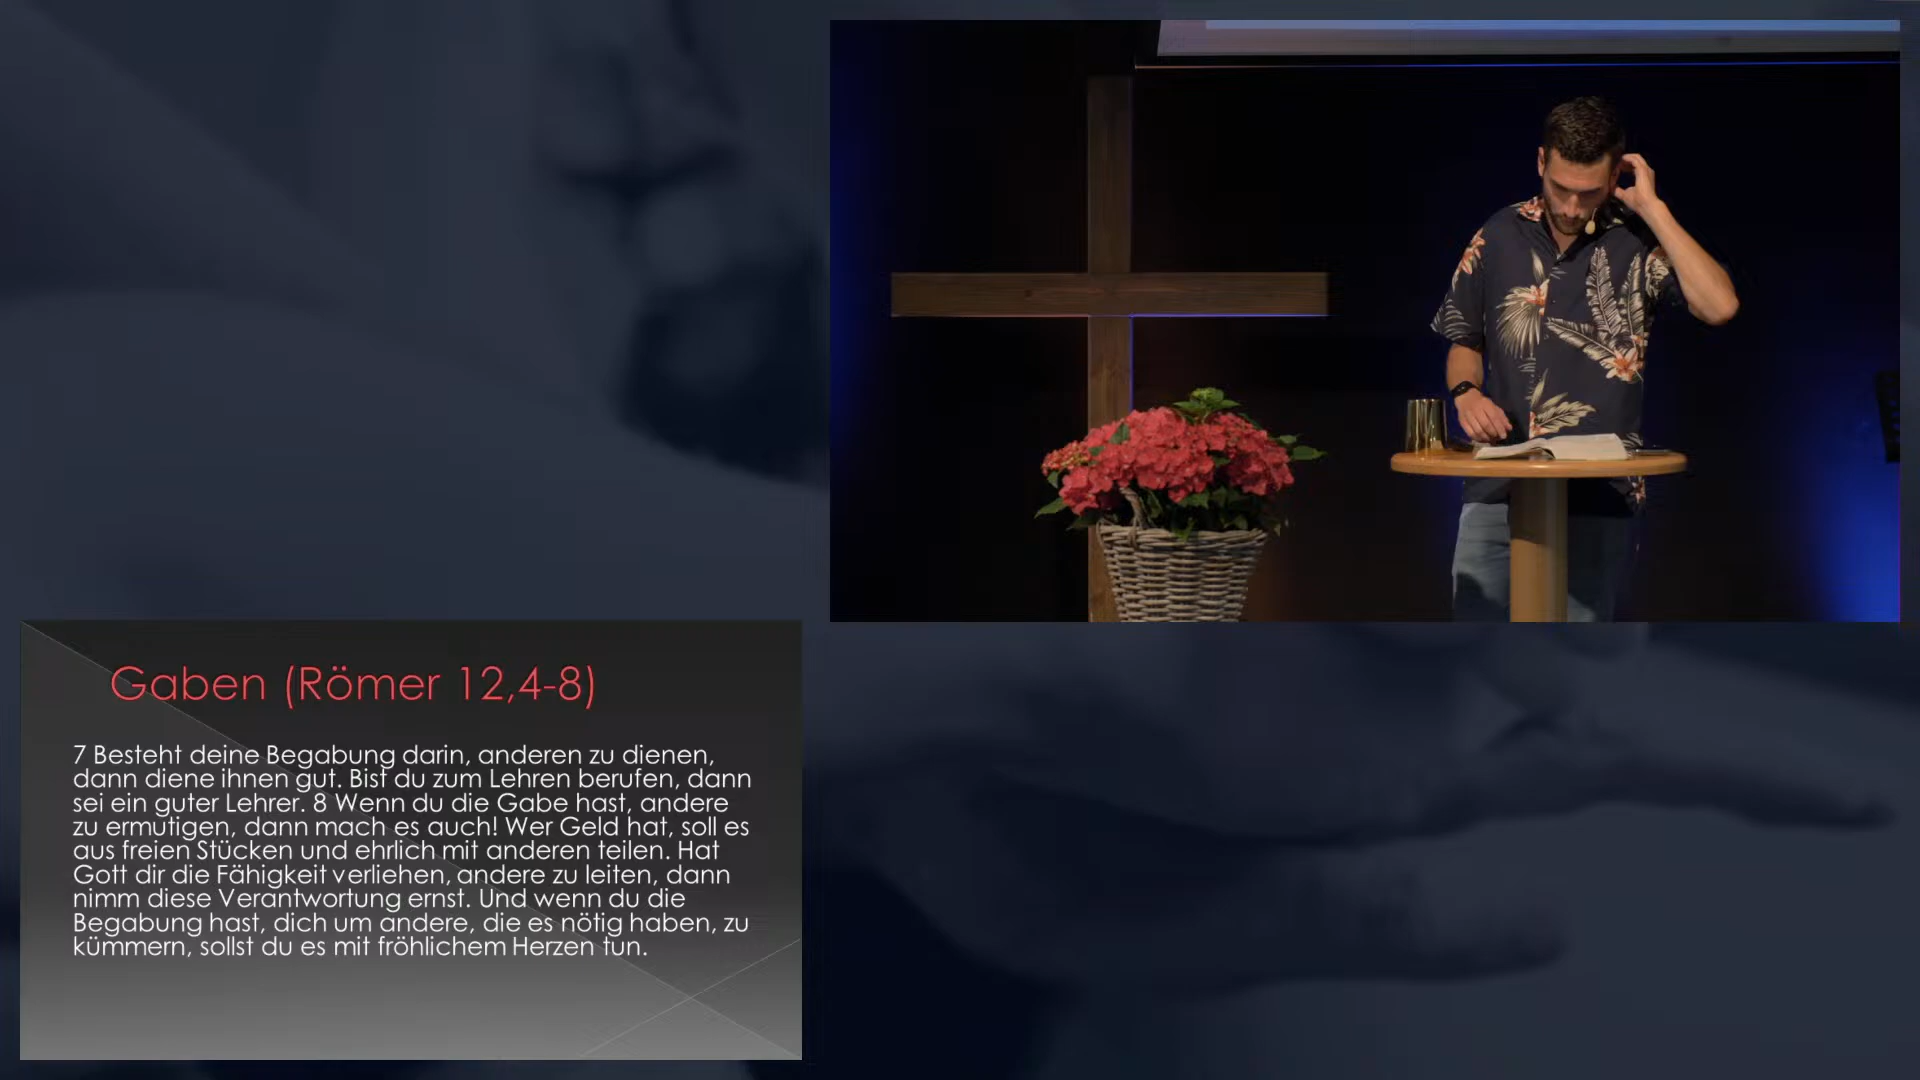 Gaben (Römer 12,4-8)
7 Besteht deine Begabung darin, anderen zu dienen,
dann diene ihnen gut. Bist du zum Lehren berufen, dann
sei ein guter Lehrer. 8 Wenn du die Gabe hast, andere
zu ermutigen, dann mach es auch! Wer Geld hat, soll es
aus freien Stücken und ehrlich mit anderen teilen. Hat
Gott dir die Fähigkeit verliehen, andere zu leiten, dann
nimm diese Verantwortung ernst. Und wenn du die
Begabung hast, dich um andere, die es nötig haben, zu
kümmern, sollst du es mit fröhlichem Herzen tun.